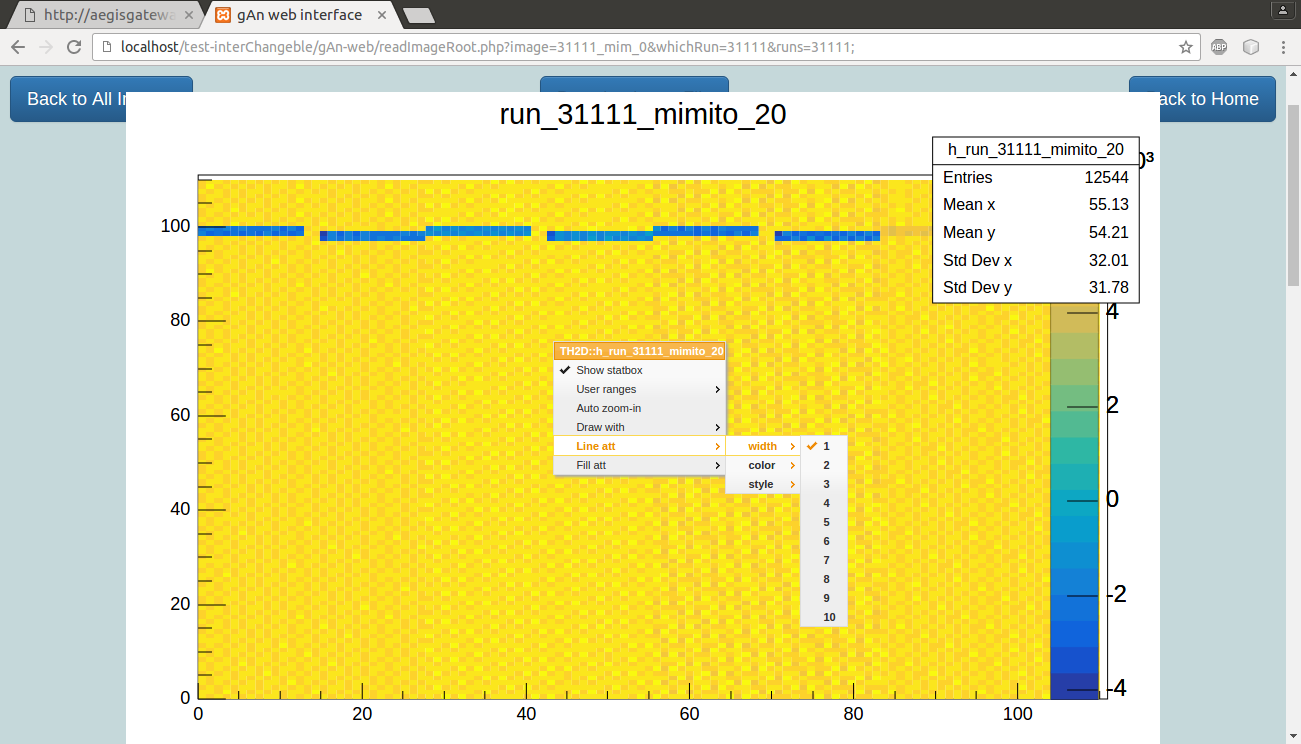 http://aegisgatewa
gAn web interface
localhost/test-interChangeble/gAn-web/readImageRoot.php?image=31111_mim_0&whichRun=31111&runs=31111;
ABP
Back to All I
ack to Home
run_31111_mimito_20
h_run_31111_mimito_20
Entries 12544
Mean x 55.13
Mean y 54.21
Std Dev x 32.01
Std Dev y 31.78
0³
100
80
60
40
20
0
0 20 40 60 80 100
4
2
0
-2
-4
TH2D::h_run_31111_mimito_20
Show statbox
User ranges
Auto zoom-in
Draw with
Line att
Fill att
width
color
style
1
2
3
4
5
6
7
8
9
10